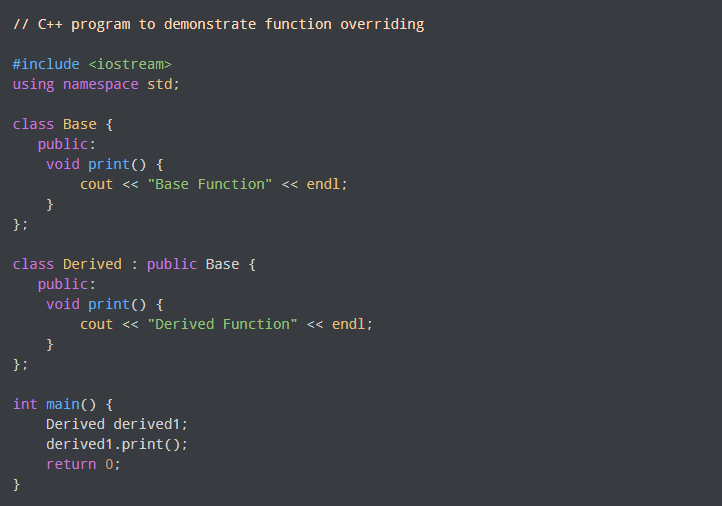 // C++ program to demonstrate function overriding

#include <iostream>
using namespace std;

class Base {
   public:
    void print() {
        cout << "Base Function" << endl;
    }
};

class Derived : public Base {
   public:
    void print() {
        cout << "Derived Function" << endl;
    }
};

int main() {
    Derived derived1;
    derived1.print();
    return 0;
}